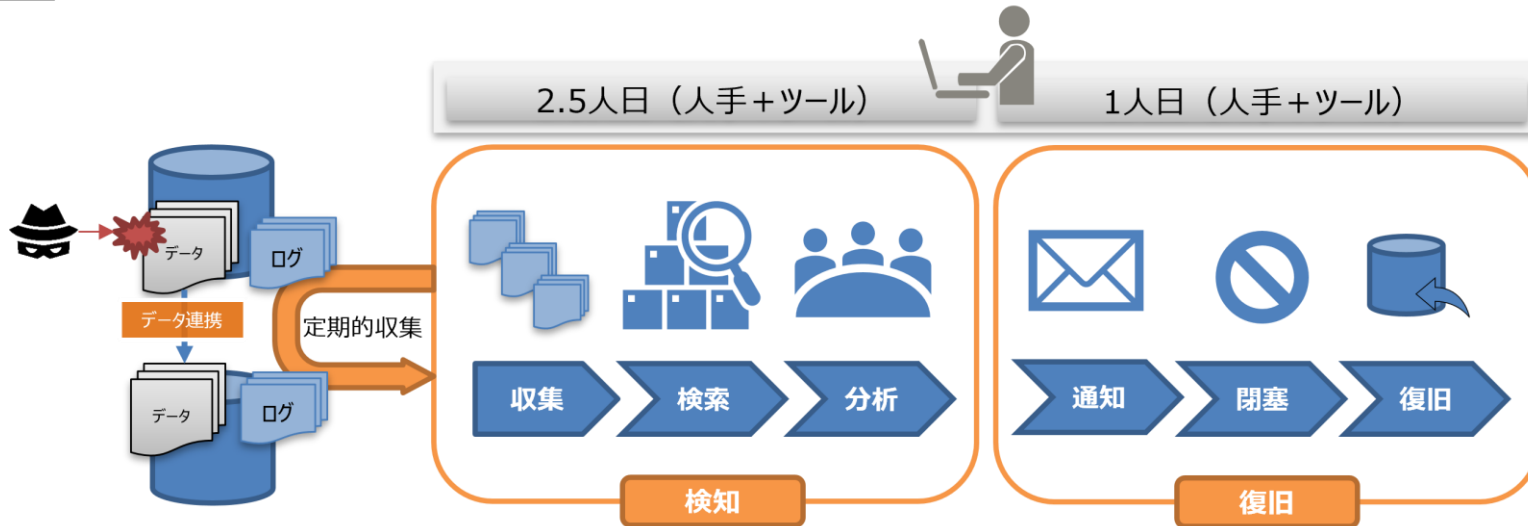 2.5人日（人手＋ツール）
1人日（人手＋ツール）
データ
ログ
データ連携
定期的収集
データ
ログ
収集
検索
分析
通知
閉塞
復旧
検知
復旧